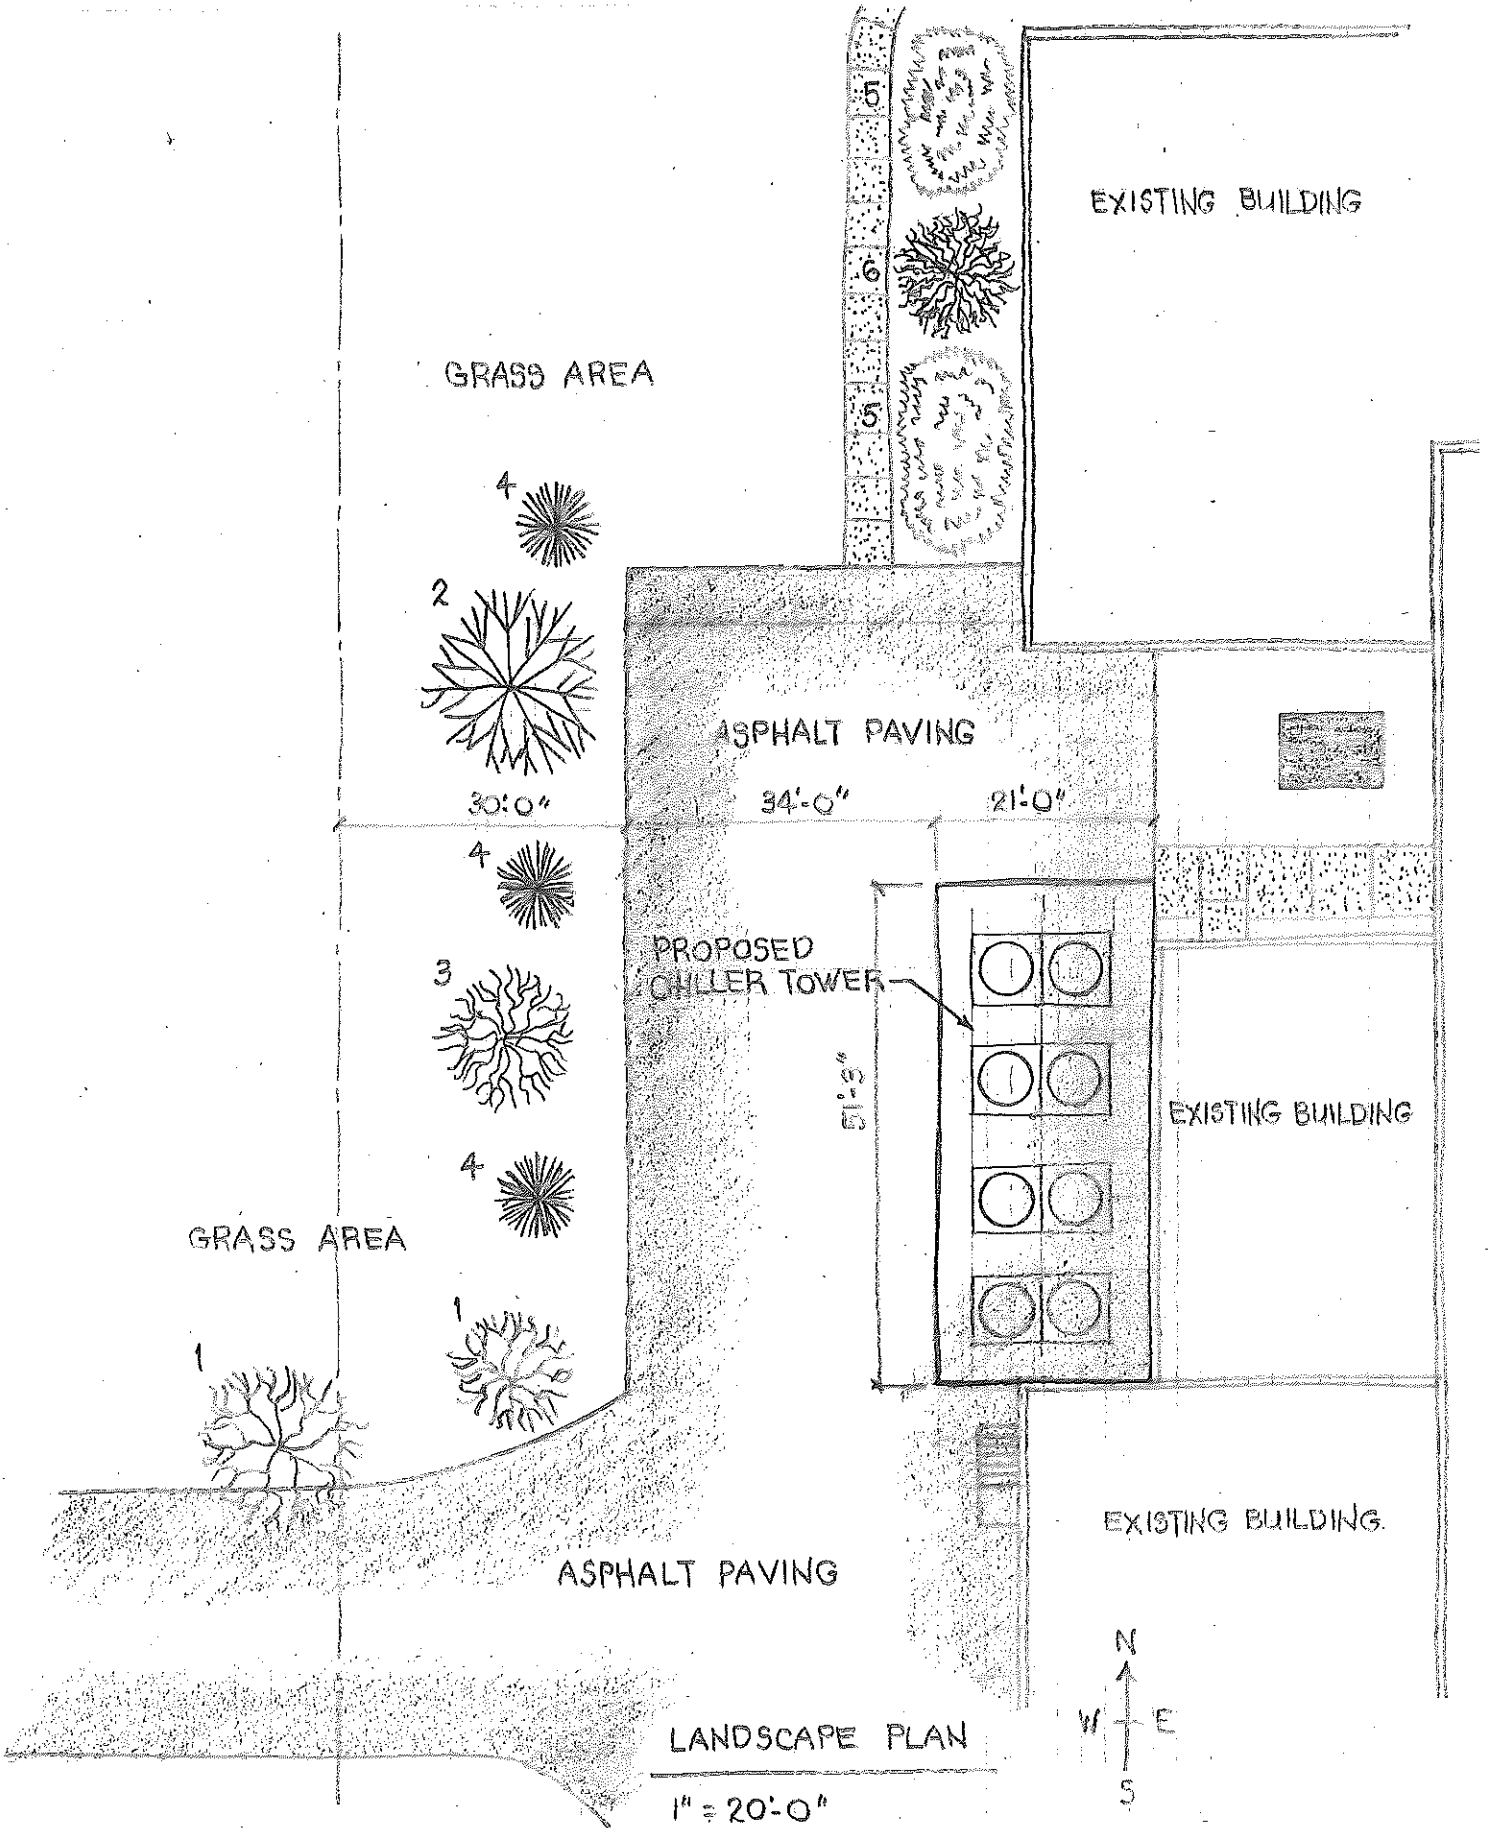 5
EXISTING BUILDING
6
GRASS AREA
5
4
2
ASPHALT PAVING
30'-0"
34'-0"
21'-0"
4
PROPOSED
CHILLER TOWER
3
51'-3"
EXISTING BUILDING
4
GRASS AREA
1
1
EXISTING BUILDING.
ASPHALT PAVING
N
W E
S
LANDSCAPE PLAN
1" = 20'-0"